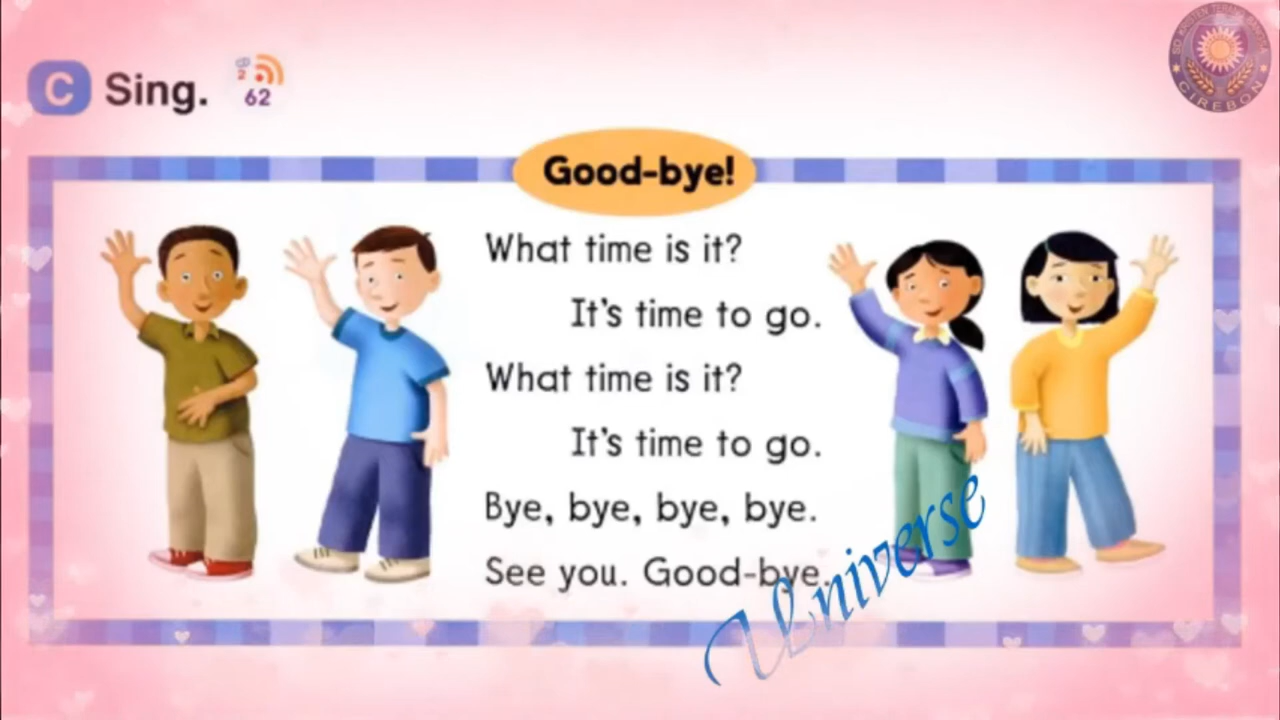 C Sing. CD 2 62
Good-bye!
What time is it?
It's time to go.
What time is it?
It's time to go.
Bye, bye, bye, bye.
See you. Good-bye.
Universe
CIREBON